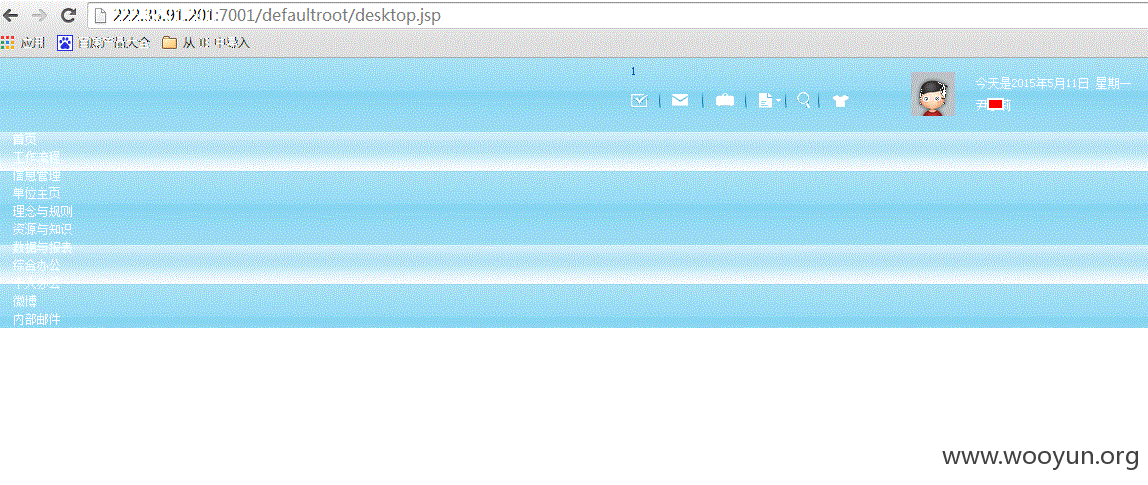 222.35.91.201:7001/defaultroot/desktop.jsp
应用 百度产品大全 从 IE 中导入
1
今天是2015年5月11日 星期一
首页
工作流程
信息管理
单位主页
理念与规则
资源与知识
数据与报表
综合办公
个人办公
微博
内部邮件
www.wooyun.org